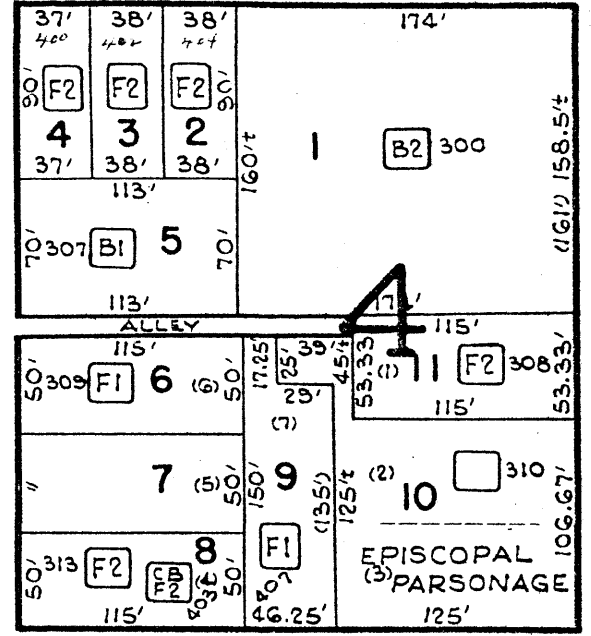 37' 38' 38' 174'
400 402 404
90' F2 F2 F2 90'
4 3 2
37' 38' 38'
160't 1 B2 300 (161') 158.5't
113'
70' 307 B1 5 70'
113'
ALLEY
4
115' 17.25' 39' 45't 115'
50' 309 F1 6 (6) 50' 25' 53.33 (1) 11 F2 308 53.33'
29' 115'
(7)
" 7 (5) 50' 150' 9 (135') 125't (2) 10 310 106.67'
8
50' 313 F2 CB F2 50' F1
EPISCOPAL
(3) PARSONAGE
407
115' 46.25' 125'